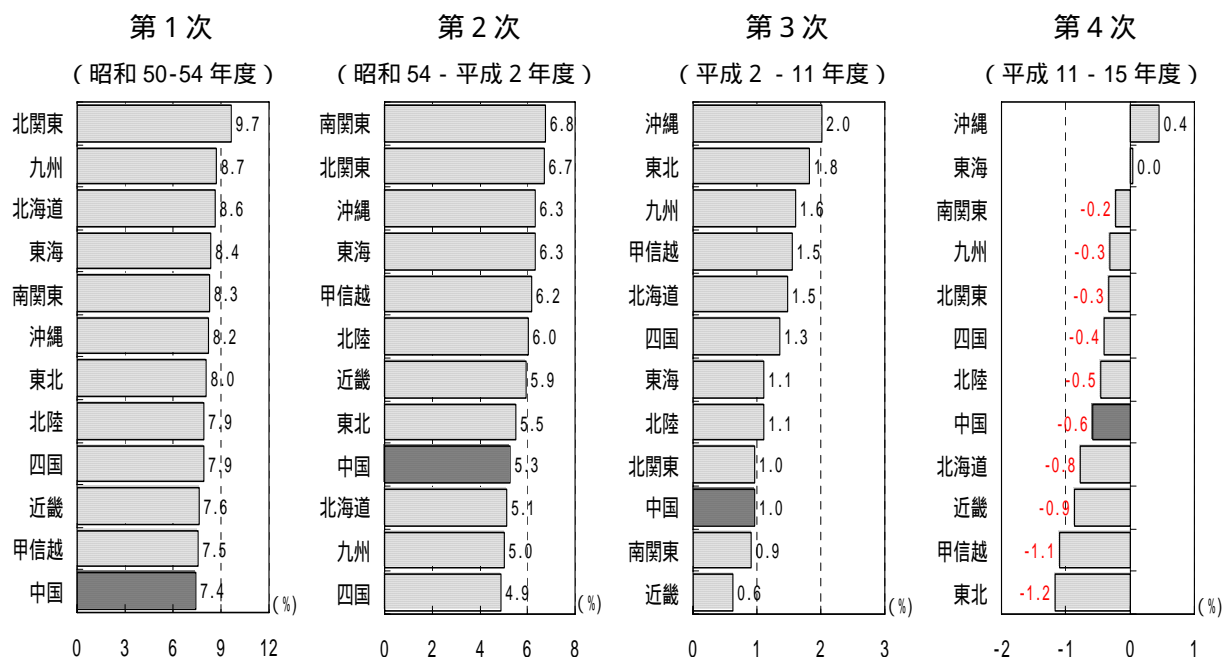 第１次
（昭和 50-54 年度）
北関東 9.7
九州 8.7
北海道 8.6
東海 8.4
南関東 8.3
沖縄 8.2
東北 8.0
北陸 7.9
四国 7.9
近畿 7.6
甲信越 7.5
中国 7.4
(%)
0 3 6 9 12
第２次
（昭和 54 - 平成 2 年度）
南関東 6.8
北関東 6.7
沖縄 6.3
東海 6.3
甲信越 6.2
北陸 6.0
近畿 5.9
東北 5.5
中国 5.3
北海道 5.1
九州 5.0
四国 4.9
(%)
0 2 4 6 8
第３次
（平成 2 - 11 年度）
沖縄 2.0
東北 1.8
九州 1.6
甲信越 1.5
北海道 1.5
四国 1.3
東海 1.1
北陸 1.1
北関東 1.0
中国 1.0
南関東 0.9
近畿 0.6
(%)
0 1 2 3
第４次
（平成 11 - 15 年度）
沖縄 0.4
東海 0.0
南関東 -0.2
九州 -0.3
北関東 -0.3
四国 -0.4
北陸 -0.5
中国 -0.6
北海道 -0.8
近畿 -0.9
甲信越 -1.1
東北 -1.2
(%)
-2 -1 0 1